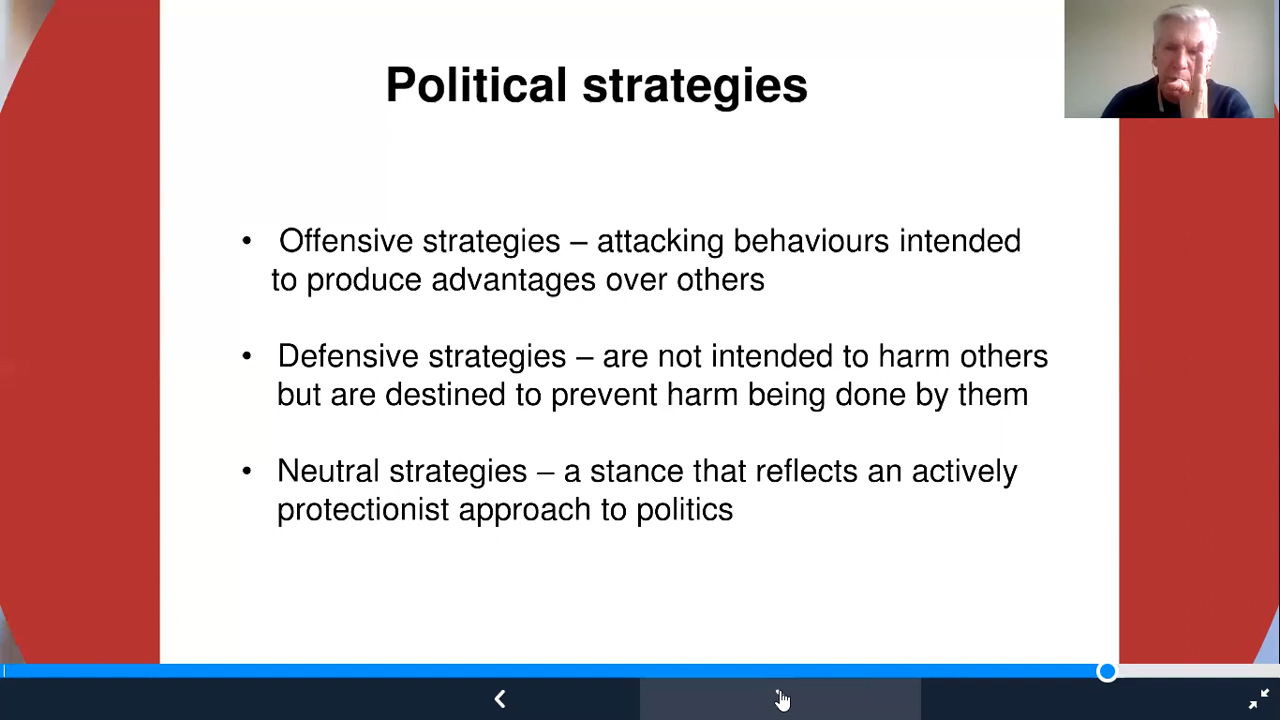 Political strategies
• Offensive strategies – attacking behaviours intended
to produce advantages over others
• Defensive strategies – are not intended to harm others
but are destined to prevent harm being done by them
• Neutral strategies – a stance that reflects an actively
protectionist approach to politics